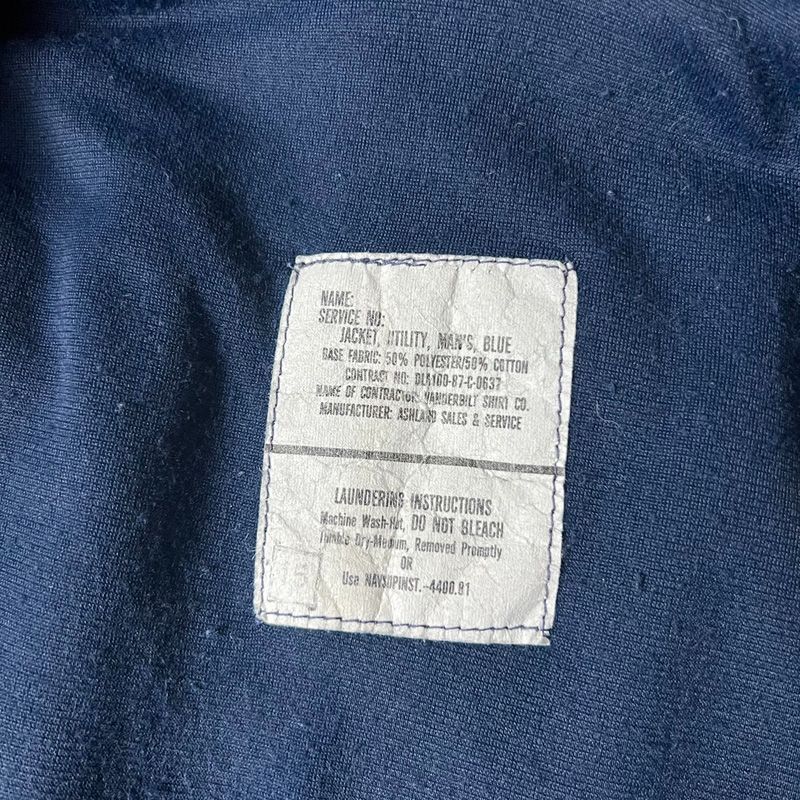 NAME:
SERVICE NO:
JACKET, UTILITY, MAN'S, BLUE
BASE FABRIC: 50% POLYESTER/50% COTTON
CONTRACT NO: DLA100-87-C-0637
NAME OF CONTRACTOR: VANDERBILT SHIRT CO.
MANUFACTURER: ASHLAND SALES & SERVICE
LAUNDERING INSTRUCTIONS
Machine Wash-Hot, DO NOT BLEACH
Tumble Dry-Medium, Removed Promptly
OR
Use NAVSUPINST.-4400.81